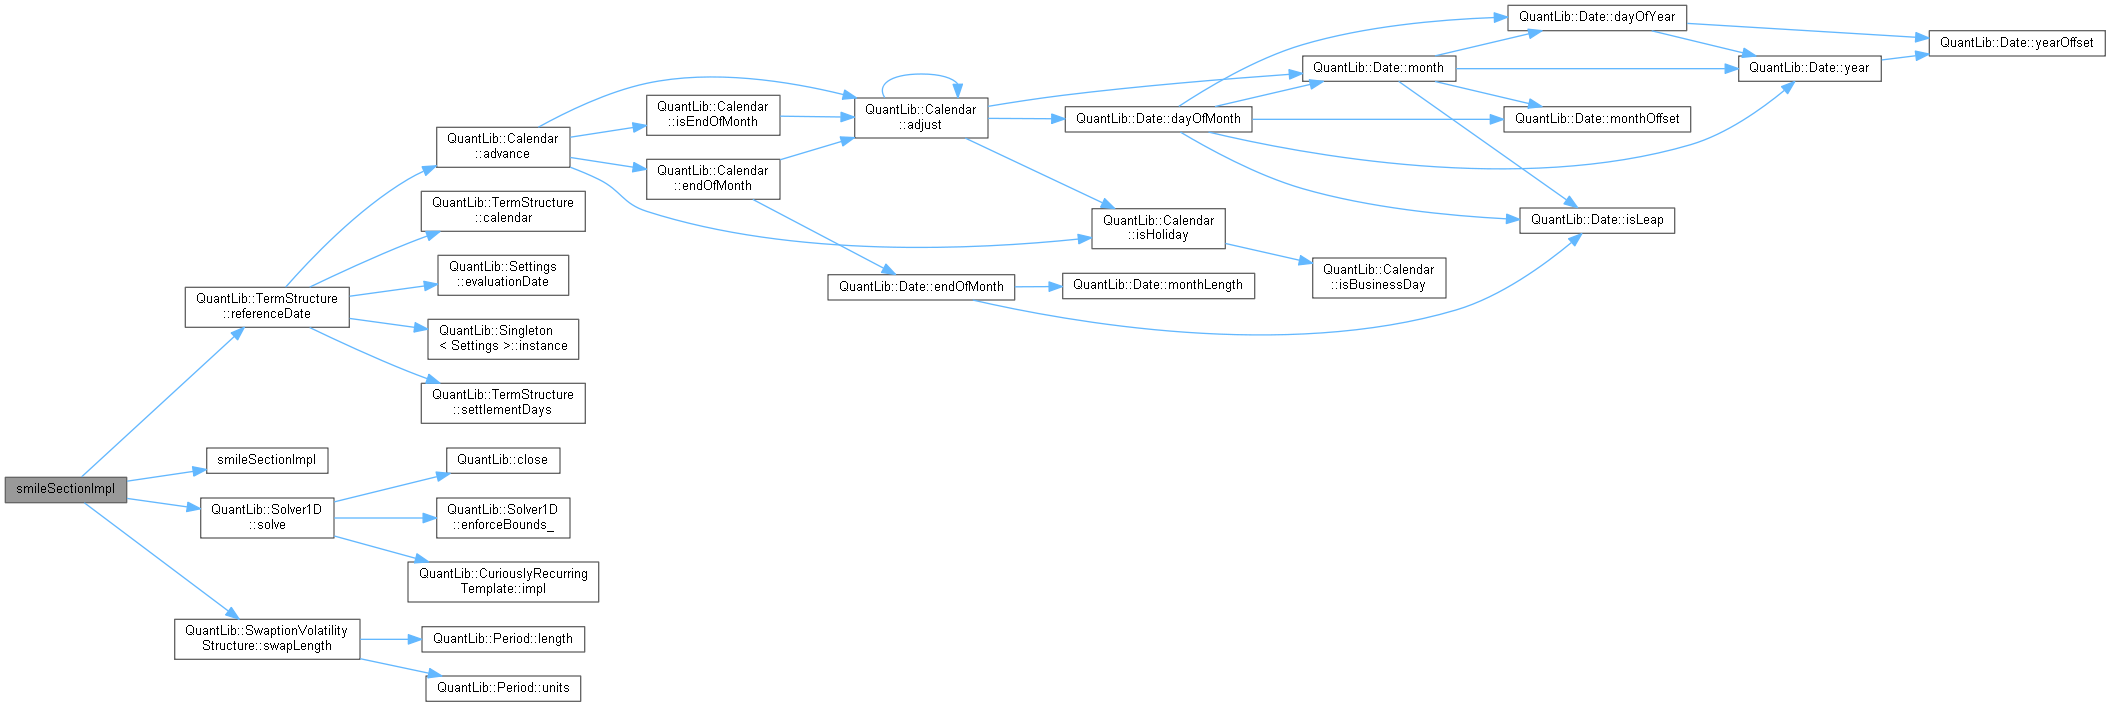 smileSectionImpl
QuantLib::TermStructure
::referenceDate
smileSectionImpl
QuantLib::Solver1D
::solve
QuantLib::SwaptionVolatility
Structure::swapLength
QuantLib::Calendar
::advance
QuantLib::TermStructure
::calendar
QuantLib::Settings
::evaluationDate
QuantLib::Singleton
< Settings >::instance
QuantLib::TermStructure
::settlementDays
QuantLib::close
QuantLib::Solver1D
::enforceBounds_
QuantLib::CuriouslyRecurring
Template::impl
QuantLib::Period::length
QuantLib::Period::units
QuantLib::Calendar
::isEndOfMonth
QuantLib::Calendar
::endOfMonth
QuantLib::Calendar
::adjust
QuantLib::Date::endOfMonth
QuantLib::Date::dayOfMonth
QuantLib::Calendar
::isHoliday
QuantLib::Date::monthLength
QuantLib::Date::month
QuantLib::Calendar
::isBusinessDay
QuantLib::Date::dayOfYear
QuantLib::Date::monthOffset
QuantLib::Date::isLeap
QuantLib::Date::year
QuantLib::Date::yearOffset